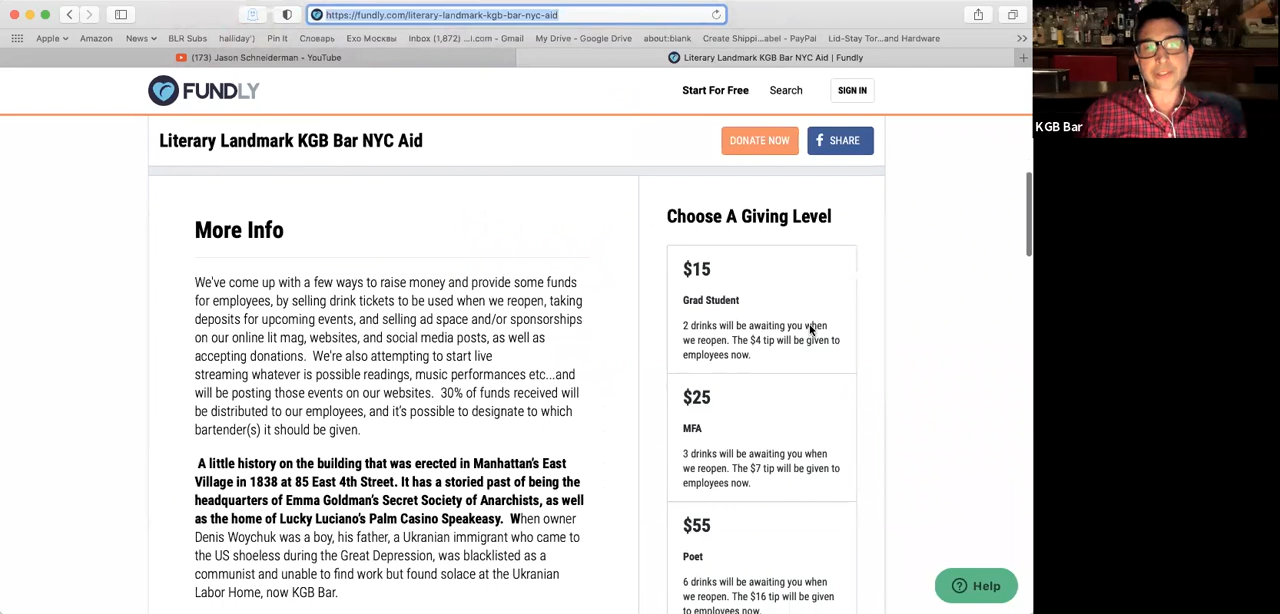 https://fundly.com/literary-landmark-kgb-bar-nyc-aid
Apple Amazon News BLR Subs halliday') Pin It Словарь Ехо Москвы Inbox (1,872) ...l.com - Gmail My Drive - Google Drive about:blank Create Shippi...abel - PayPal Lid-Stay Tor...and Hardware
(173) Jason Schneiderman - YouTube
Literary Landmark KGB Bar NYC Aid | Fundly
FUNDLY
Start For Free Search SIGN IN
Literary Landmark KGB Bar NYC Aid
DONATE NOW
SHARE
More Info
We've come up with a few ways to raise money and provide some funds
for employees, by selling drink tickets to be used when we reopen, taking
deposits for upcoming events, and selling ad space and/or sponsorships
on our online lit mag, websites, and social media posts, as well as
accepting donations. We're also attempting to start live
streaming whatever is possible readings, music performances etc...and
will be posting those events on our websites. 30% of funds received will
be distributed to our employees, and it's possible to designate to which
bartender(s) it should be given.
A little history on the building that was erected in Manhattan's East
Village in 1838 at 85 East 4th Street. It has a storied past of being the
headquarters of Emma Goldman's Secret Society of Anarchists, as well
as the home of Lucky Luciano's Palm Casino Speakeasy. When owner
Denis Woychuk was a boy, his father, a Ukranian immigrant who came to
the US shoeless during the Great Depression, was blacklisted as a
communist and unable to find work but found solace at the Ukranian
Labor Home, now KGB Bar.
Choose A Giving Level
$15
Grad Student
2 drinks will be awaiting you when
we reopen. The $4 tip will be given to
employees now.
$25
MFA
3 drinks will be awaiting you when
we reopen. The $7 tip will be given to
employees now.
$55
Poet
6 drinks will be awaiting you when
we reopen. The $16 tip will be given
to employees now.
Help
KGB Bar